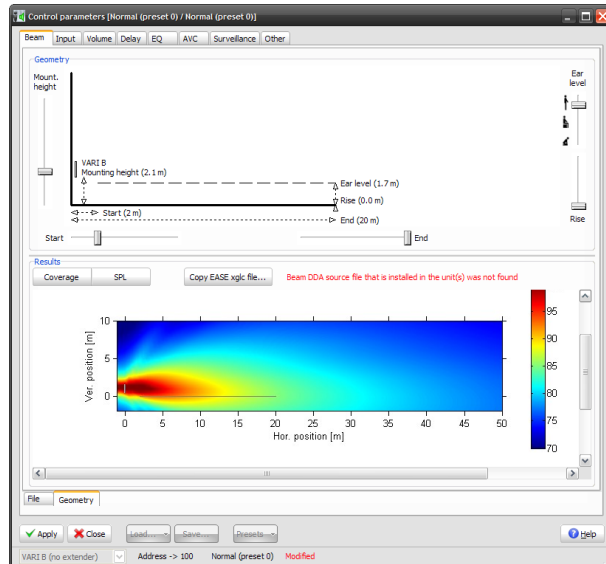 Control parameters [Normal (preset 0) / Normal (preset 0)]
Beam Input Volume Delay EQ AVC Surveillance Other
Geometry
Mount. height
Ear level
VARI B
Mounting height (2.1 m)
Ear level (1.7 m)
Rise (0.0 m)
Start (2 m)
End (20 m)
Rise
Start
End
Results
Coverage SPL Copy EASE xglc file... Beam DDA source file that is installed in the unit(s) was not found
10
5
0
Ver. position [m]
0 5 10 15 20 25 30 35 40 45 50
Hor. position [m]
95
90
85
80
75
70
File Geometry
Apply Close Load... Save... Presets Help
VARI B (no extender) Address -> 100 Normal (preset 0) Modified